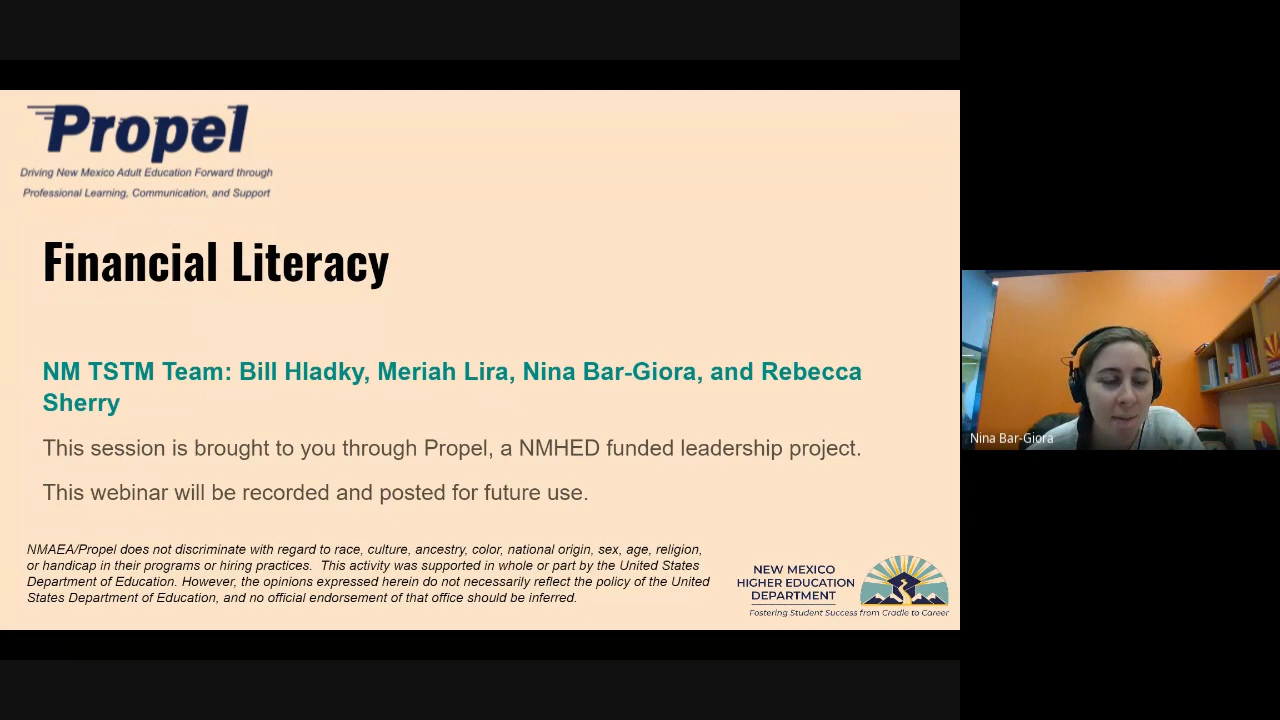 Propel
Driving New Mexico Adult Education Forward through
Professional Learning, Communication, and Support
Financial Literacy
NM TSTM Team: Bill Hladky, Meriah Lira, Nina Bar-Giora, and Rebecca
Sherry
This session is brought to you through Propel, a NMHED funded leadership project.
This webinar will be recorded and posted for future use.
NMAEA/Propel does not discriminate with regard to race, culture, ancestry, color, national origin, sex, age, religion,
or handicap in their programs or hiring practices.  This activity was supported in whole or part by the United States
Department of Education. However, the opinions expressed herein do not necessarily reflect the policy of the United
States Department of Education, and no official endorsement of that office should be inferred.
NEW MEXICO
HIGHER EDUCATION
DEPARTMENT
Fostering Student Success from Cradle to Career
Nina Bar-Giora